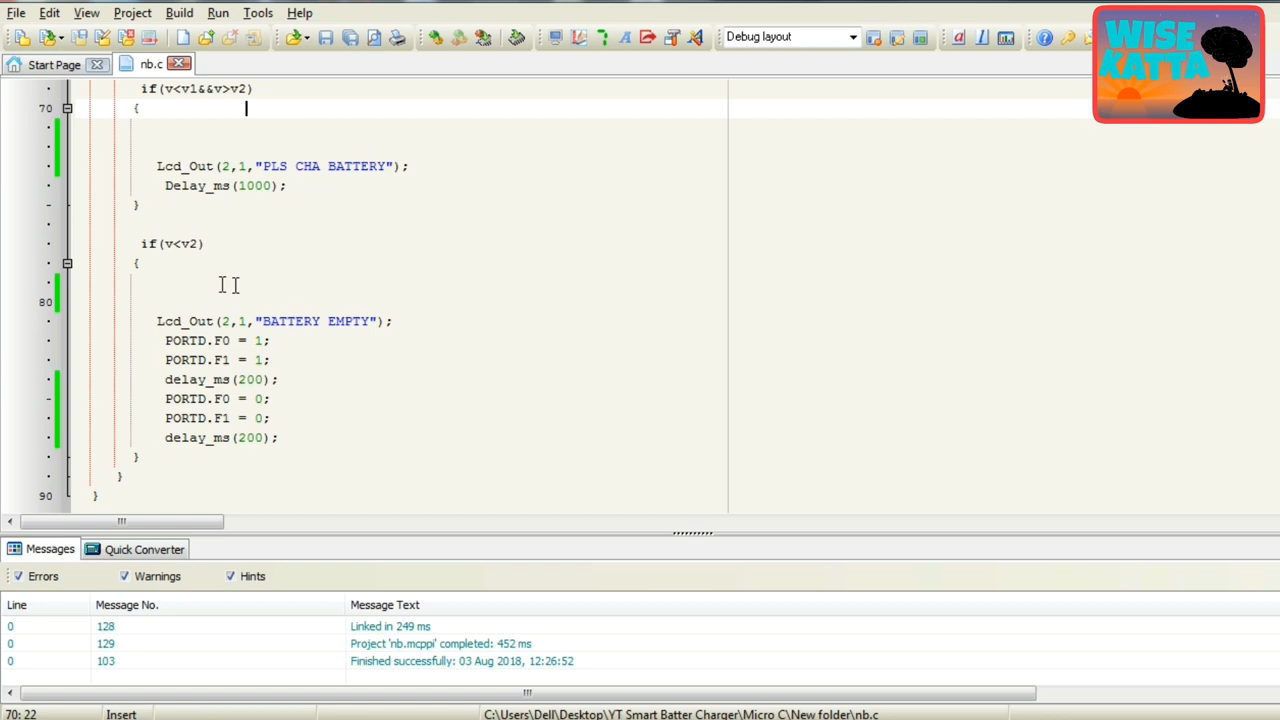 File Edit View Project Build Run Tools Help
Debug layout
WISE
KATTA
Start Page nb.c
if(v<v1&&v>v2)
70 {
Lcd_Out(2,1,"PLS CHA BATTERY");
Delay_ms(1000);
}
if(v<v2)
{
80
Lcd_Out(2,1,"BATTERY EMPTY");
PORTD.F0 = 1;
PORTD.F1 = 1;
delay_ms(200);
PORTD.F0 = 0;
PORTD.F1 = 0;
delay_ms(200);
}
}
90 }
Messages Quick Converter
Errors Warnings Hints
Line Message No. Message Text
0 128 Linked in 249 ms
0 129 Project 'nb.mcppi' completed: 452 ms
0 103 Finished successfully: 03 Aug 2018, 12:26:52
70: 22 Insert C:\Users\Dell\Desktop\YT Smart Batter Charger\Micro C\New folder\nb.c